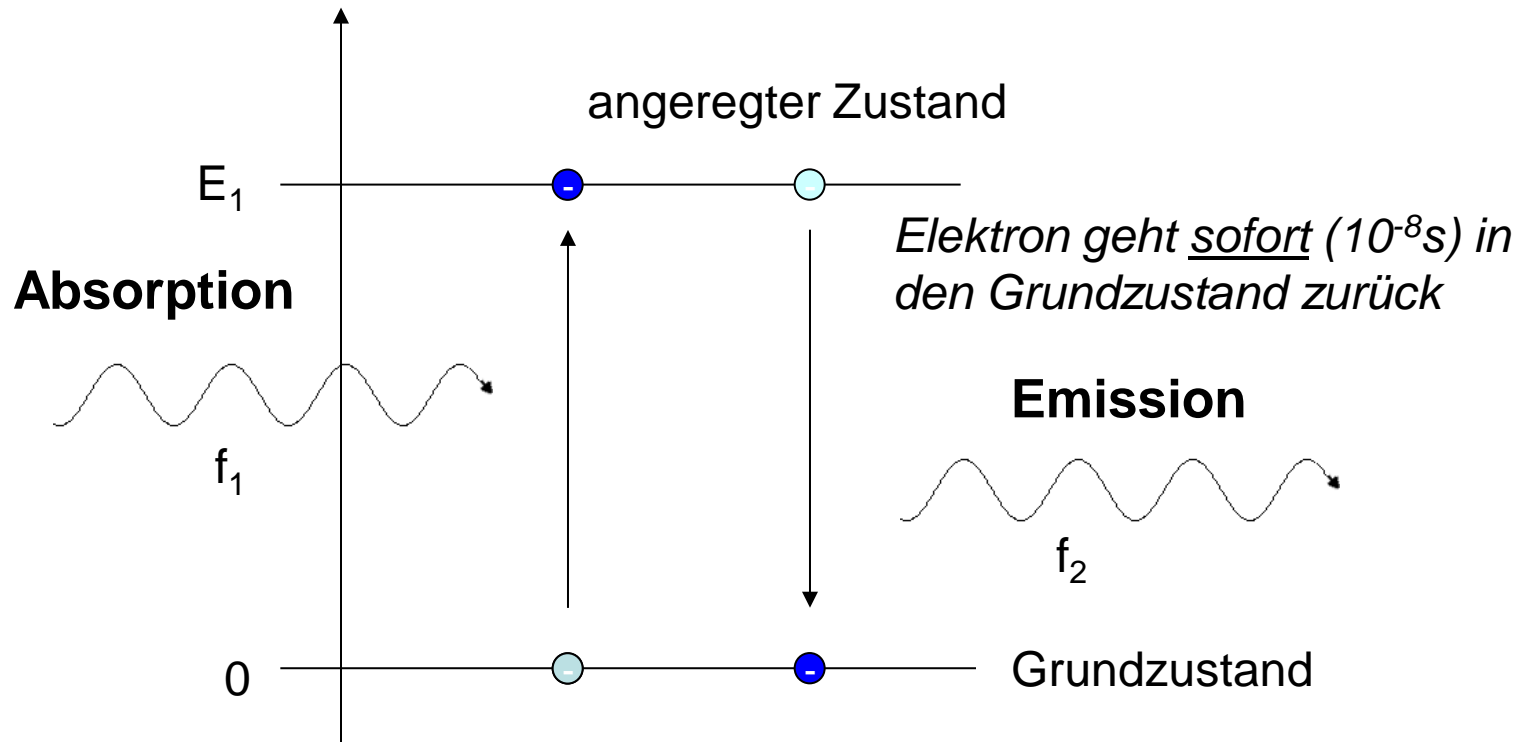 angeregter Zustand
E₁
- -
Elektron geht sofort (10⁻⁸s) in
den Grundzustand zurück
Absorption
Emission
f₁
f₂
0
- -
Grundzustand